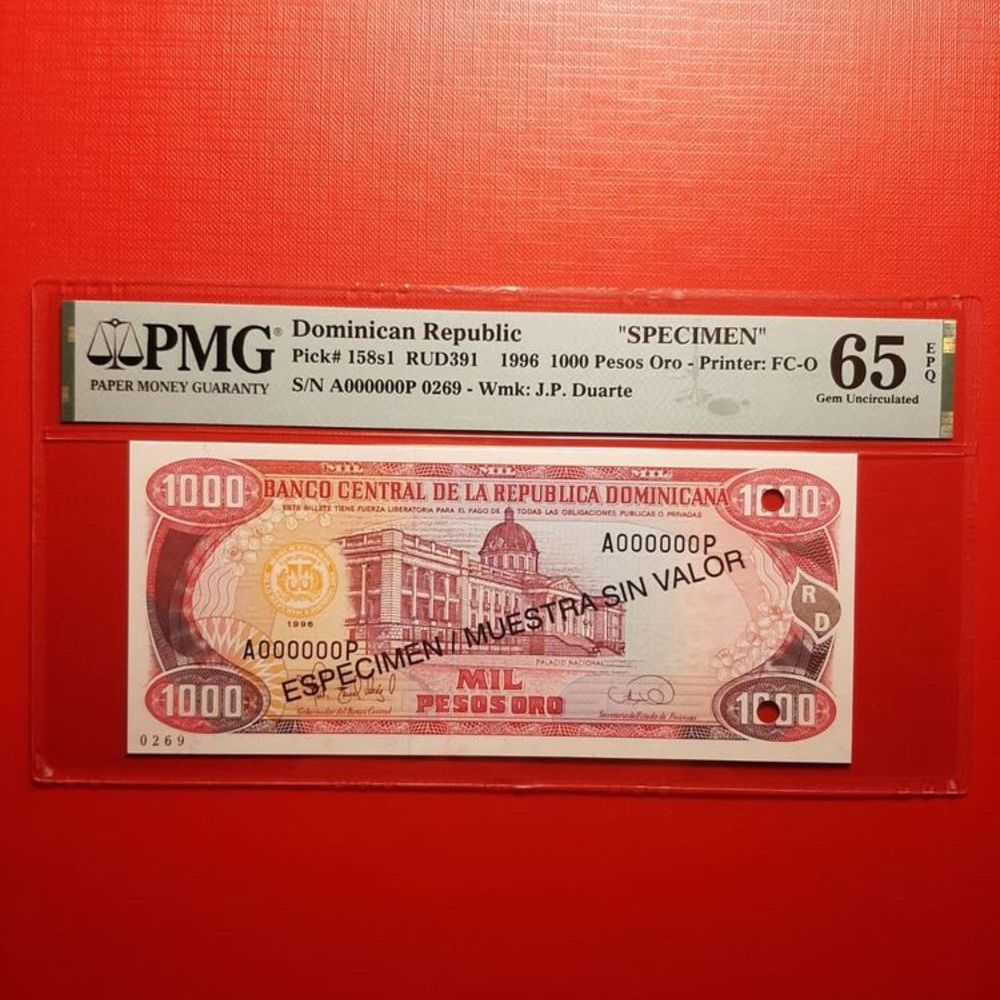 PMG®
PAPER MONEY GUARANTY
Dominican Republic "SPECIMEN"
Pick# 158s1 RUD391 1996 1000 Pesos Oro - Printer: FC-O
S/N A000000P 0269 - Wmk: J.P. Duarte
65
EPQ
Gem Uncirculated
MIL MIL MIL
1000 BANCO CENTRAL DE LA REPUBLICA DOMINICANA 1000
ESTE BILLETE TIENE FUERZA LIBERATORIA PARA EL PAGO DE TODAS LAS OBLIGACIONES PUBLICAS O PRIVADAS
A000000P
R
D
1996
A000000P
ESPECIMEN / MUESTRA SIN VALOR
PALACIO NACIONAL
MIL
PESOS ORO
1000 1000
Gobernador del Banco Central
Secretario de Estado de Finanzas
0269